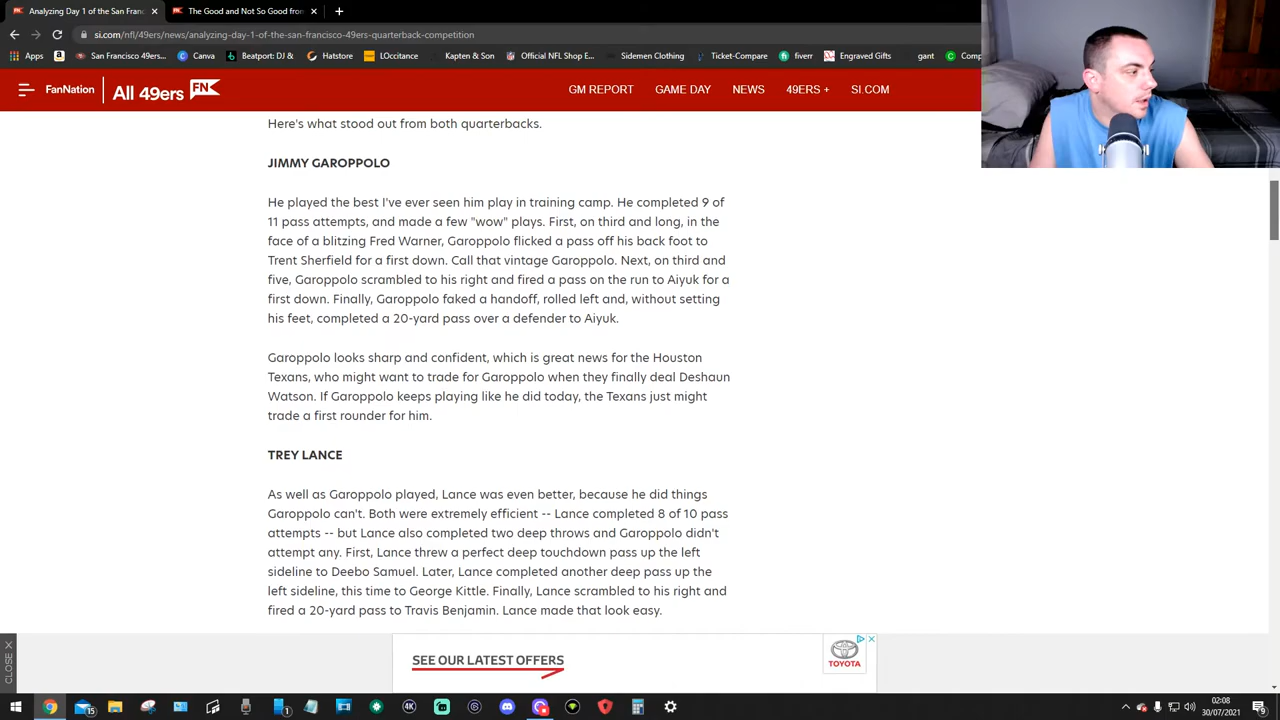 Analyzing Day 1 of the San Franc
The Good and Not So Good from
si.com/nfl/49ers/news/analyzing-day-1-of-the-san-francisco-49ers-quarterback-competition
Apps
San Francisco 49er...
Canva
Beatport: DJ &...
Hatstore
LOccitance
Kapten & Son
Official NFL Shop E...
Sidemen Clothing
Ticket-Compare
fiverr
Engraved Gifts
gant
Comp
FanNation
All 49ers
FN
GM REPORT
GAME DAY
NEWS
49ERS +
SI.COM
Here's what stood out from both quarterbacks.
JIMMY GAROPPOLO
He played the best I've ever seen him play in training camp. He completed 9 of
11 pass attempts, and made a few "wow" plays. First, on third and long, in the
face of a blitzing Fred Warner, Garoppolo flicked a pass off his back foot to
Trent Sherfield for a first down. Call that vintage Garoppolo. Next, on third and
five, Garoppolo scrambled to his right and fired a pass on the run to Aiyuk for a
first down. Finally, Garoppolo faked a handoff, rolled left and, without setting
his feet, completed a 20-yard pass over a defender to Aiyuk.
Garoppolo looks sharp and confident, which is great news for the Houston
Texans, who might want to trade for Garoppolo when they finally deal Deshaun
Watson. If Garoppolo keeps playing like he did today, the Texans just might
trade a first rounder for him.
TREY LANCE
As well as Garoppolo played, Lance was even better, because he did things
Garoppolo can't. Both were extremely efficient -- Lance completed 8 of 10 pass
attempts -- but Lance also completed two deep throws and Garoppolo didn't
attempt any. First, Lance threw a perfect deep touchdown pass up the left
sideline to Deebo Samuel. Later, Lance completed another deep pass up the
left sideline, this time to George Kittle. Finally, Lance scrambled to his right and
fired a 20-yard pass to Travis Benjamin. Lance made that look easy.
CLOSE X
SEE OUR LATEST OFFERS
TOYOTA
15
1
4K
02:08
30/07/2021
9